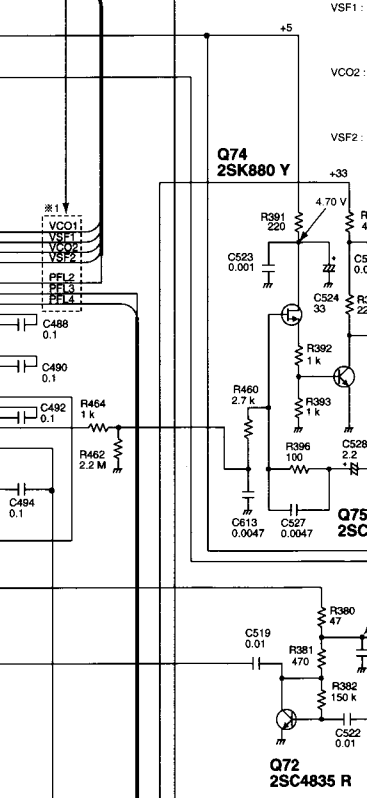 VSF1 :
+5
VCO2 :
VSF2 :
Q74
2SK880 Y
+33
※1
4.70 V
R391
220
VCO1
VSF1
VCO2
VSF2
C523
0.001
PFL2
PFL3
PFL4
C524
33
C488
0.1
R392
1 k
C490
0.1
R460
2.7 k
R393
1 k
R464
1 k
C492
0.1
R396
100
C528
2.2
R462
2.2 M
C494
0.1
C613
0.0047
C527
0.0047
Q75
2SC
R380
47
C519
0.01
R381
470
R382
150 k
C522
0.01
Q72
2SC4835 R